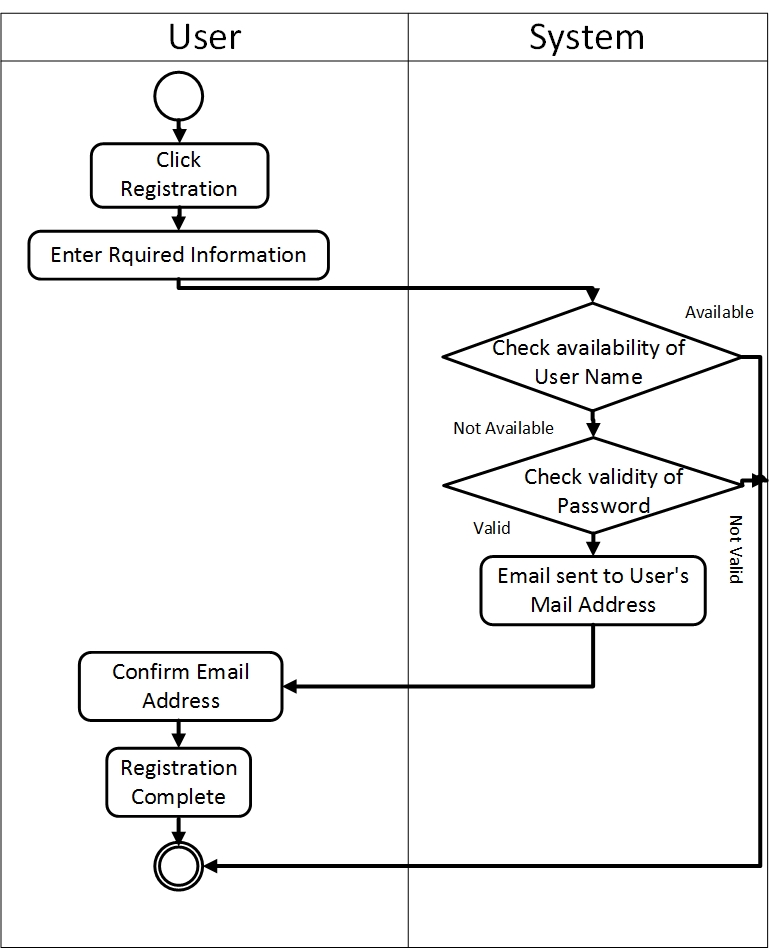 User
System
Click
Registration
Enter Rquired Information
Available
Check availability of
User Name
Not Available
Check validity of
Password
Valid
Not Valid
Email sent to User's
Mail Address
Confirm Email
Address
Registration
Complete